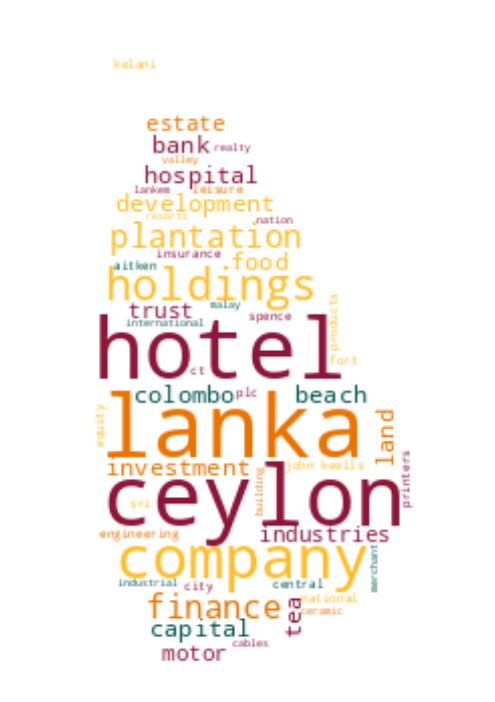 kelani
estate
bank realty
valley
hospital
lankem leisure
development
resorts
nation
plantation
insurance food
aitken
holdings
malay
trust spence
international
products
hotel
fort
ct
colombo plc beach
equity
lanka
land
investment john keells
printers
building
ceylon
sri
engineering industries
company
merchant
industrial city central
finance national
tea
ceramic
capital
cables
motor